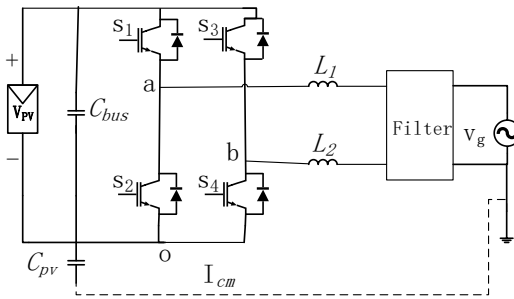 S1
S3
+
a
L1
VPV
Cbus
Filter
Vg
L2
b
−
S2
S4
Cpv
o
Icm